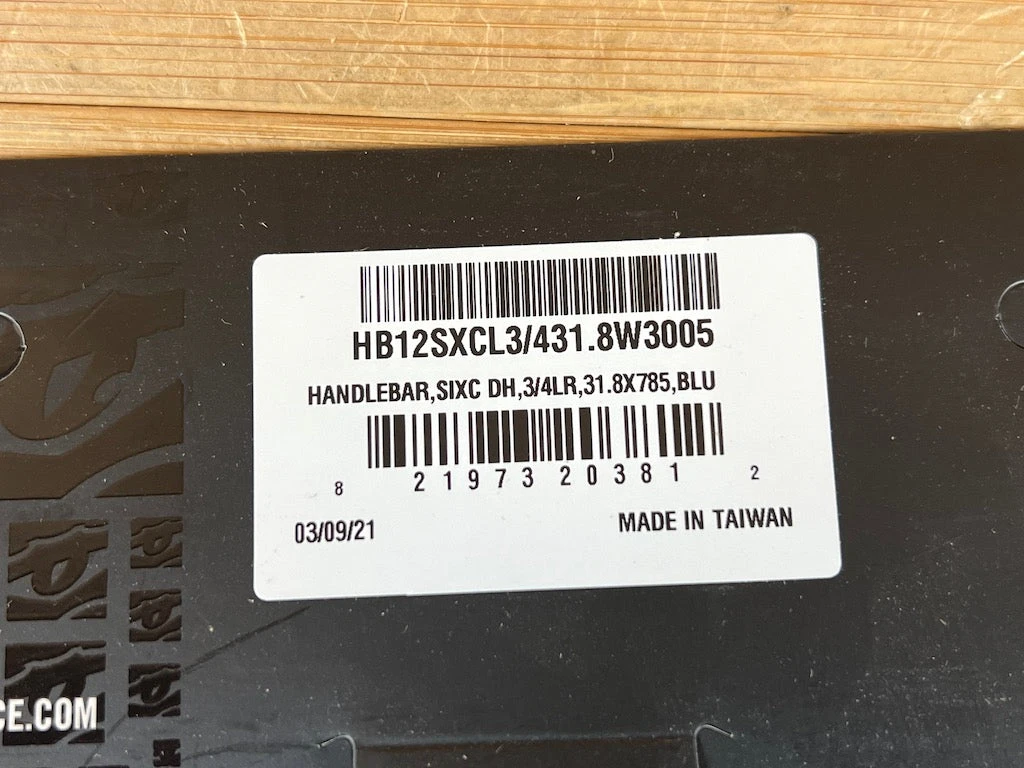 HB12SXCL3/431.8W3005
HANDLEBAR,SIXC DH,3/4LR,31.8X785,BLU
8 21973 20381 2
03/09/21 MADE IN TAIWAN
CE.COM